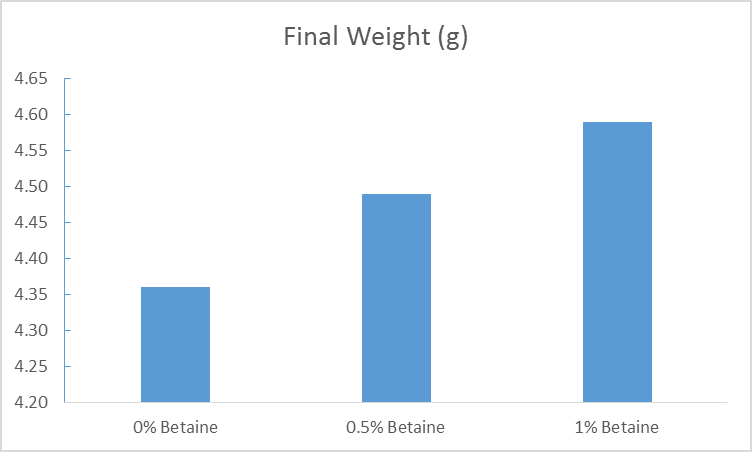 Final Weight (g)
4.65
4.60
4.55
4.50
4.45
4.40
4.35
4.30
4.25
4.20
0% Betaine
0.5% Betaine
1% Betaine